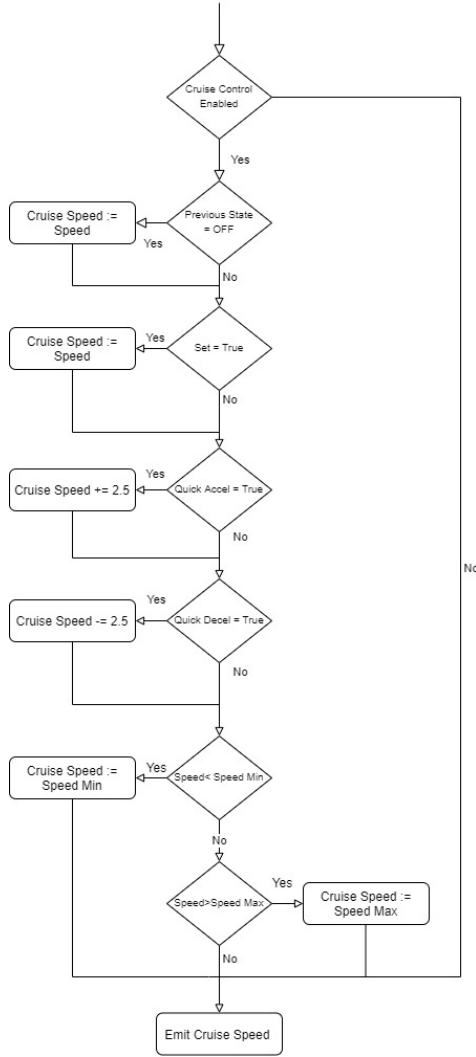 Cruise Control
Enabled
Yes
Previous State
= OFF
Yes
Cruise Speed :=
Speed
No
Set = True
Yes
Cruise Speed :=
Speed
No
Quick Accel = True
Yes
Cruise Speed += 2.5
No
Quick Decel = True
Yes
Cruise Speed -= 2.5
No
No
Speed< Speed Min
Yes
Cruise Speed :=
Speed Min
No
Speed>Speed Max
Yes
Cruise Speed :=
Speed Max
No
Emit Cruise Speed